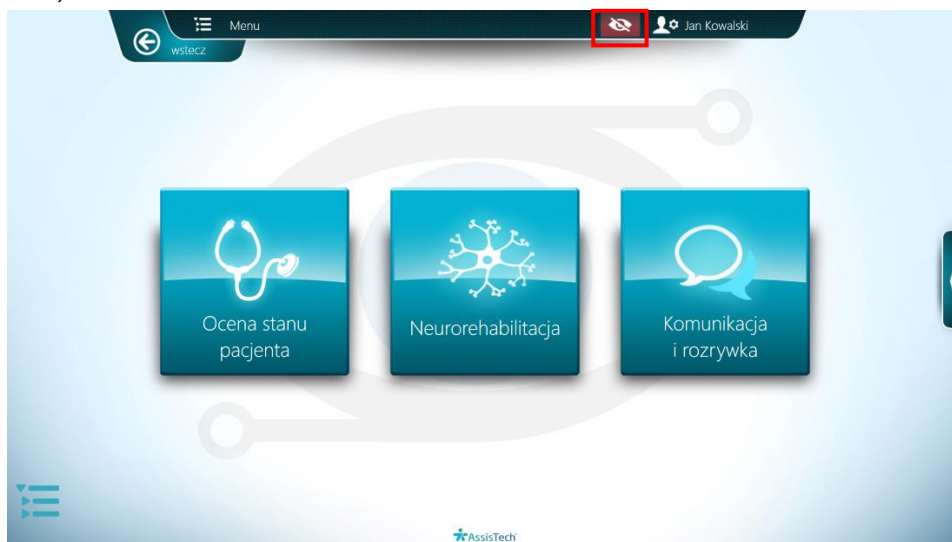 Menu
Jan Kowalski
wstecz
Ocena stanu
pacjenta
Neurorehabilitacja
Komunikacja
i rozrywka
AssisTech